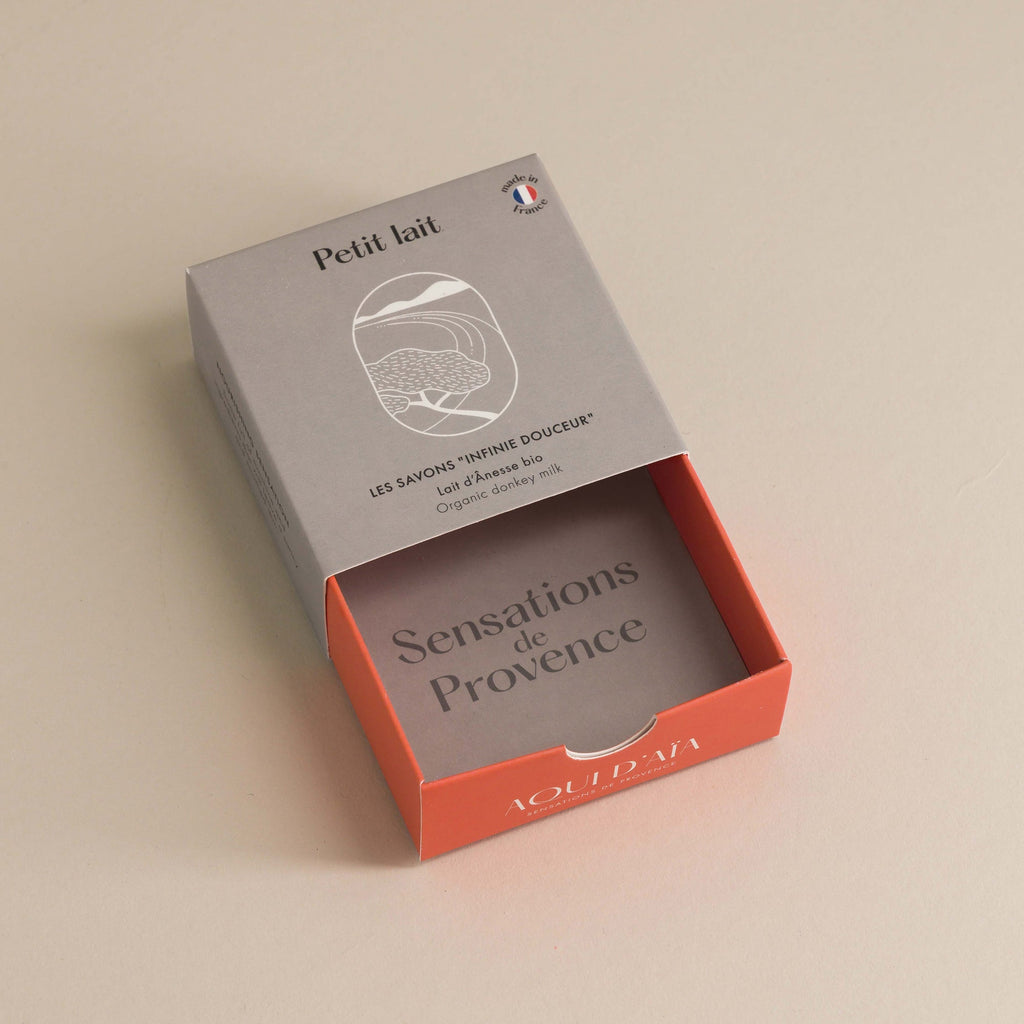 made in
France
Petit lait
LES SAVONS "INFINIE DOUCEUR"
Lait d'Ânesse bio
Organic donkey milk
Sensations
de
Provence
AQUI D'AÏA
SENSATIONS DE PROVENCE